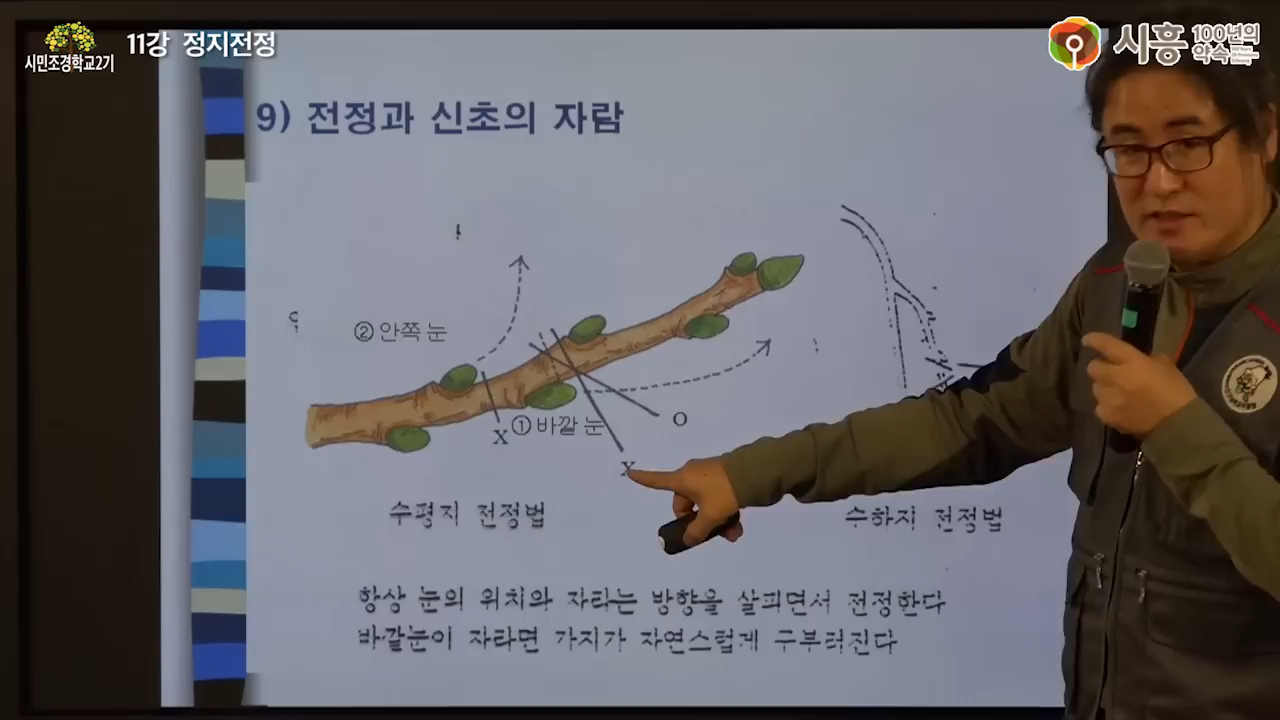 시민조경학교2기
11강 정지전정
시흥 100년의 약속
9) 전정과 신초의 자람
② 안쪽 눈
X
① 바깥 눈
O
X
수평지 전정법
수하지 전정법
항상 눈의 위치와 자라는 방향을 살피면서 전정한다
바깥눈이 자라면 가지가 자연스럽게 구부러진다